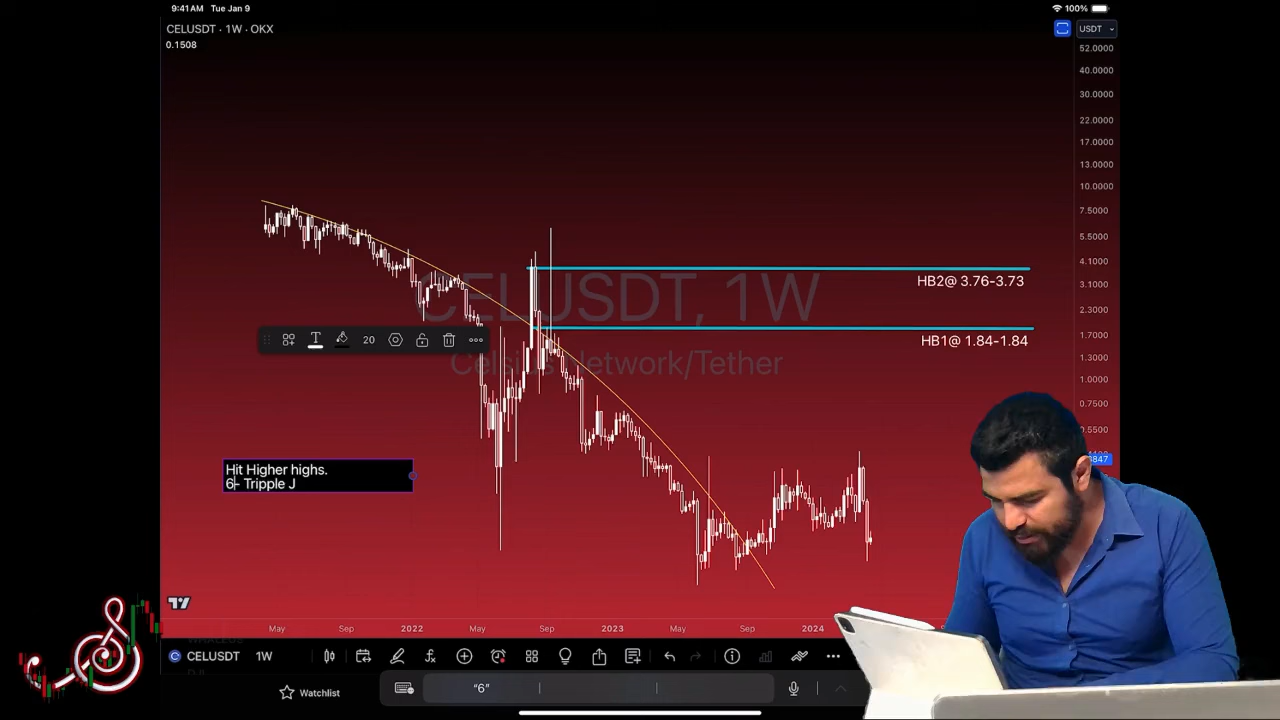 9:41 AM Tue Jan 9
100%
CELUSDT · 1W · OKX
0.1508
USDT
52.0000
40.0000
30.0000
22.0000
17.0000
13.0000
10.0000
7.5000
5.5000
4.1000
3.1000
2.3000
1.7000
1.3000
1.0000
0.7500
0.5500
6847
CELUSDT, 1W
Celsius Network/Tether
HB2@ 3.76-3.73
HB1@ 1.84-1.84
20
Hit Higher highs.
6- Tripple J
May
Sep
2022
May
Sep
2023
May
Sep
2024
CELUSDT 1W
Watchlist
"6"